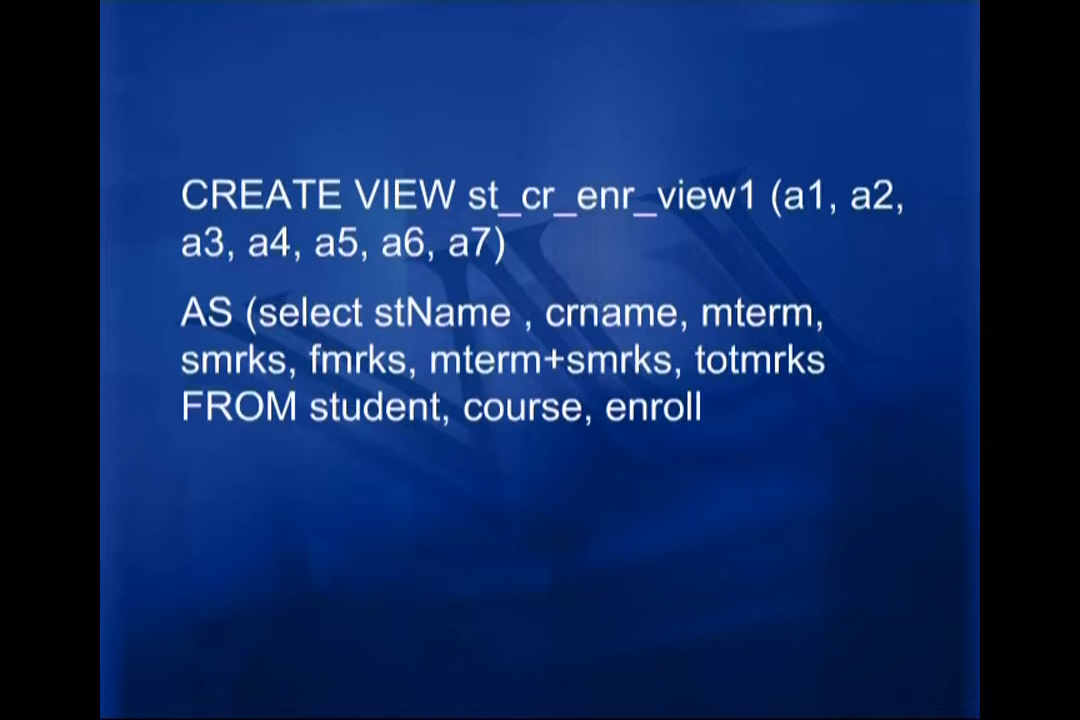 CREATE VIEW st_cr_enr_view1 (a1, a2,
a3, a4, a5, a6, a7)
AS (select stName , crname, mterm,
smrks, fmrks, mterm+smrks, totmrks
FROM student, course, enroll